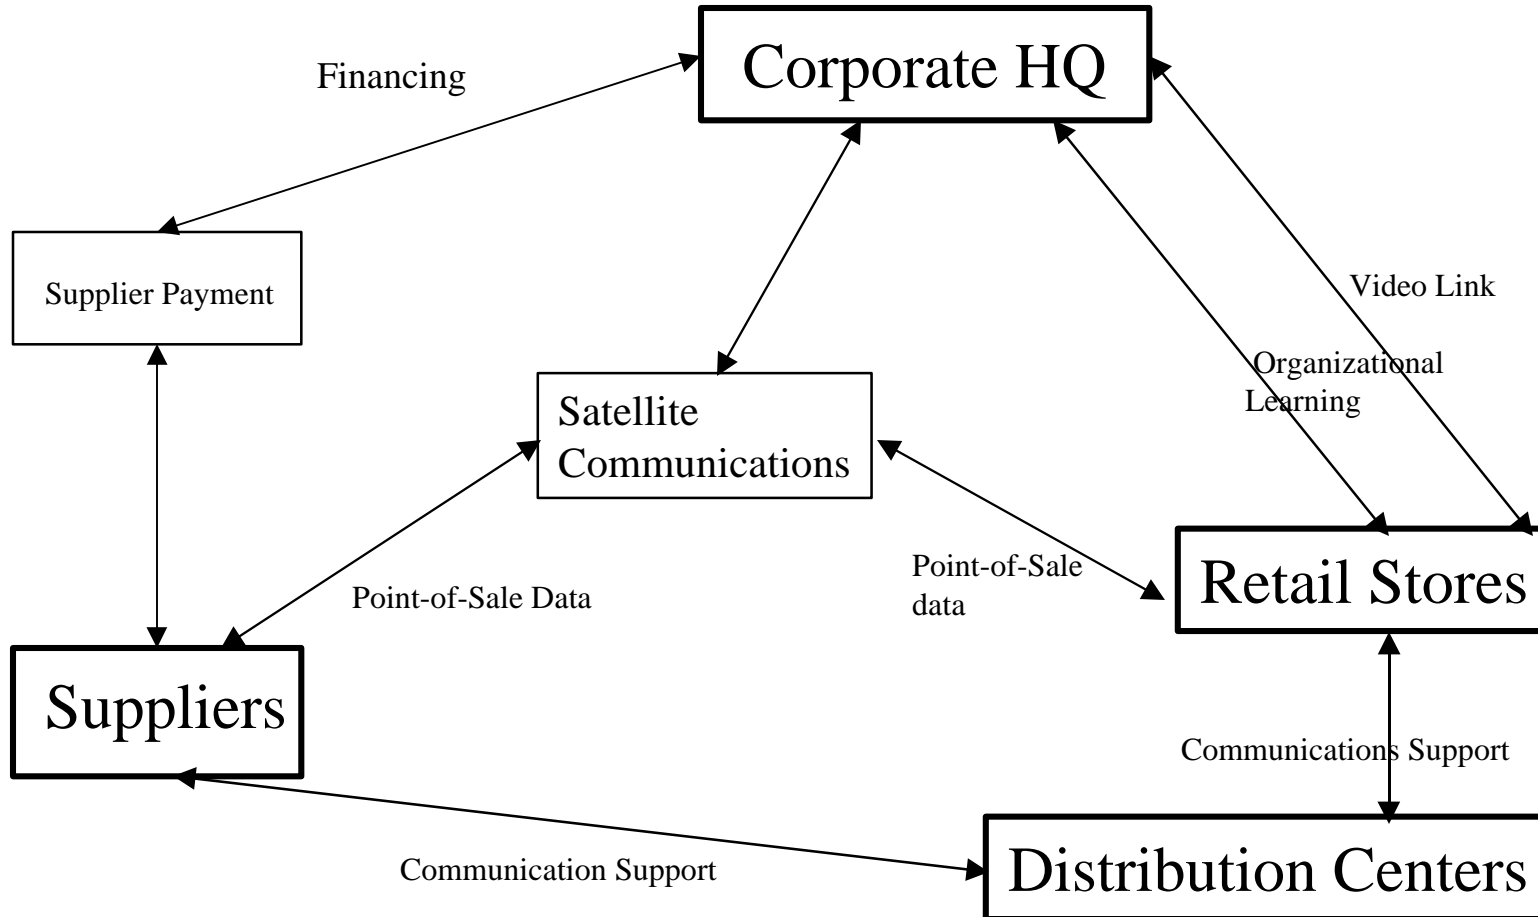 Corporate HQ
Financing
Supplier Payment
Video Link
Organizational
Learning
Satellite
Communications
Point-of-Sale
data
Point-of-Sale Data
Retail Stores
Suppliers
Communications Support
Communication Support
Distribution Centers